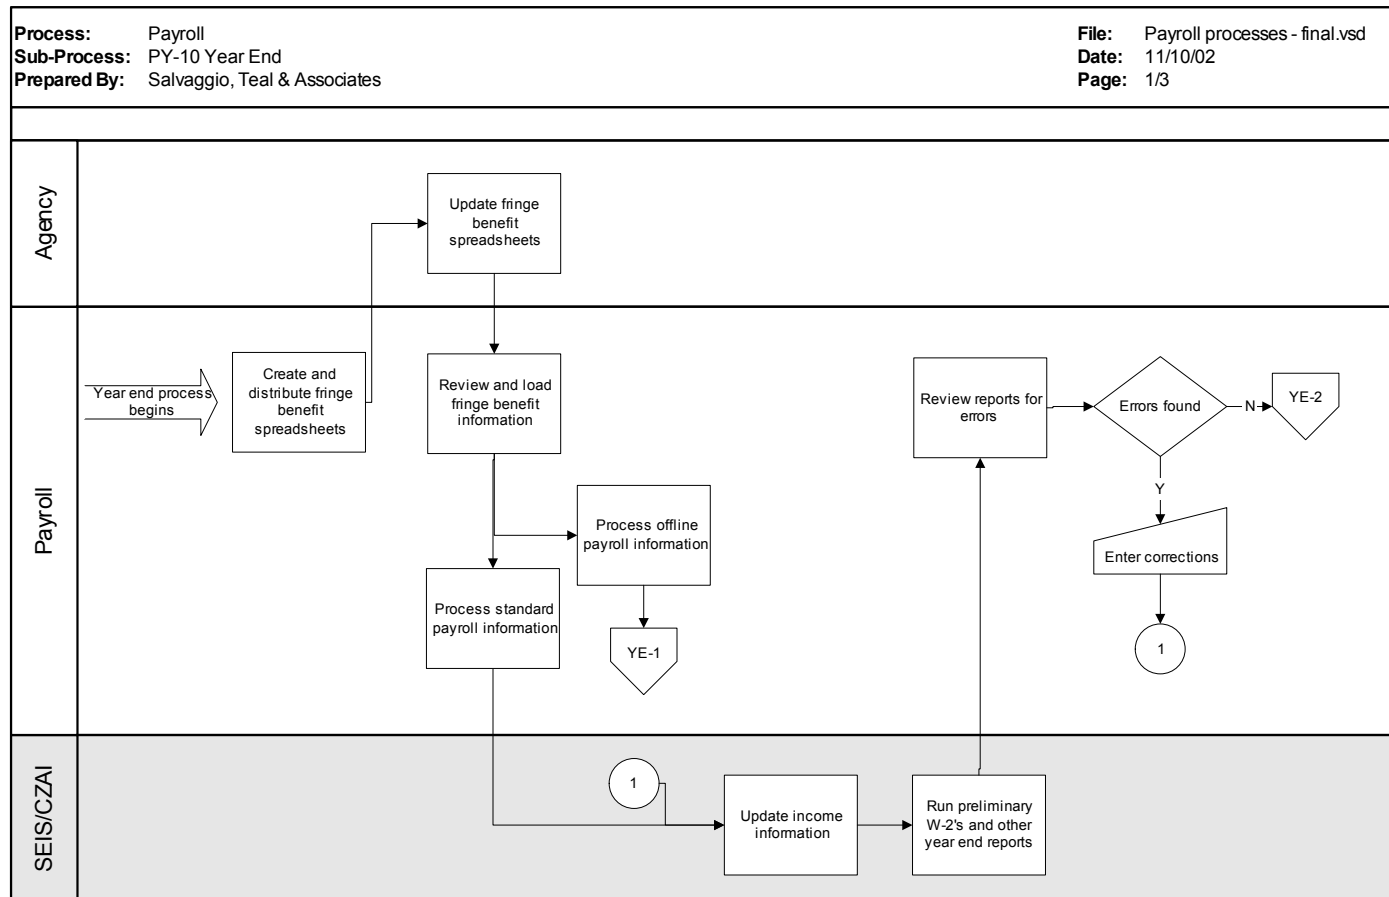 Process: Payroll
Sub-Process: PY-10 Year End
Prepared By: Salvaggio, Teal & Associates
File: Payroll processes - final.vsd
Date: 11/10/02
Page: 1/3
Agency
Update fringe
benefit
spreadsheets
Payroll
Year end process
begins
Create and
distribute fringe
benefit
spreadsheets
Review and load
fringe benefit
information
Process offline
payroll information
Process standard
payroll information
YE-1
Review reports for
errors
Errors found
N
YE-2
Y
Enter corrections
1
SEIS/CZAI
1
Update income
information
Run preliminary
W-2's and other
year end reports